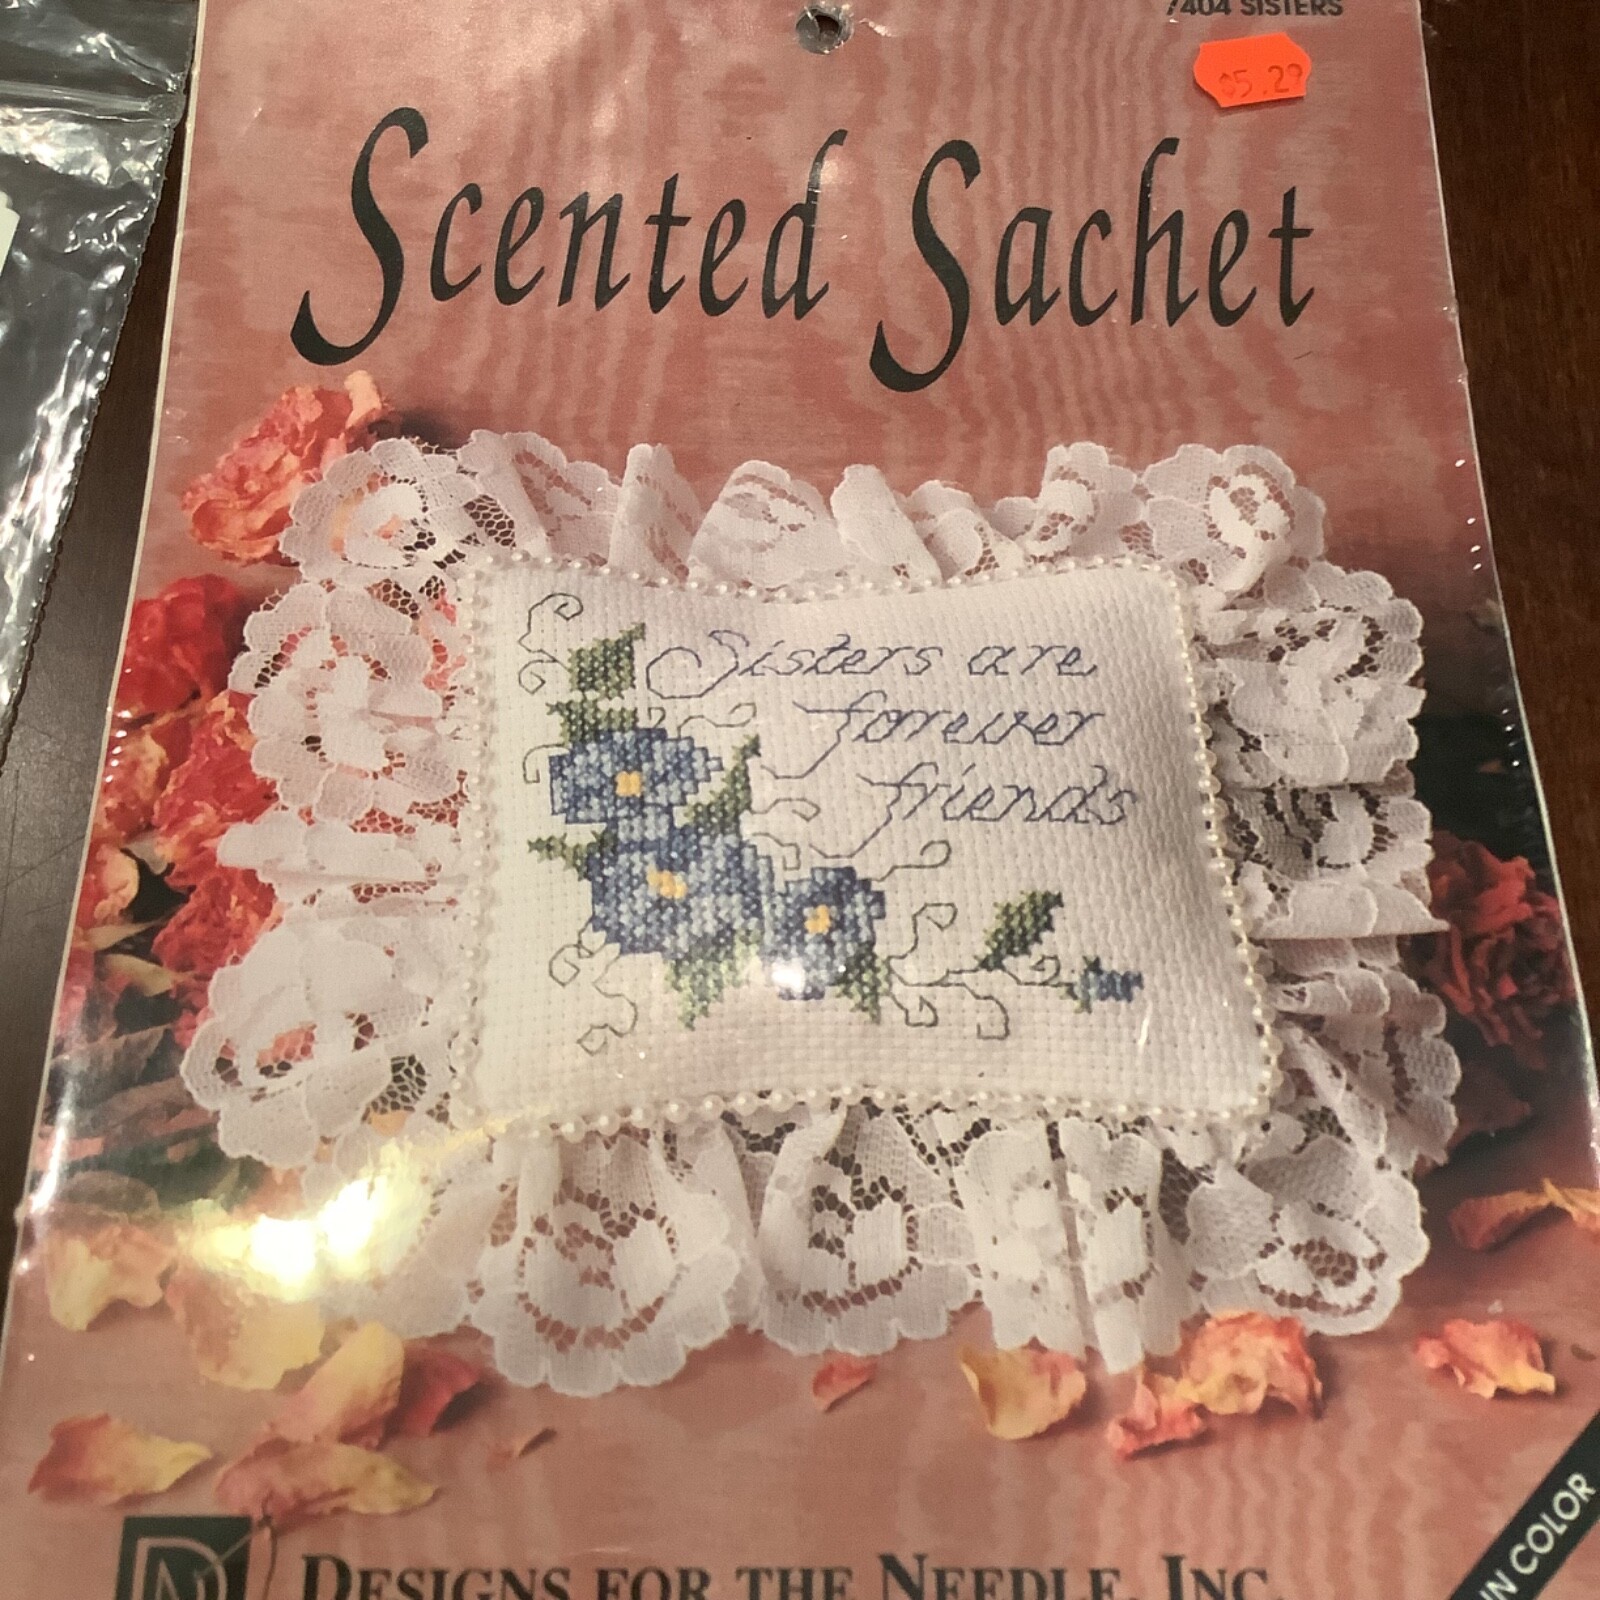 7404 SISTERS
$5.29
Scented Sachet
Sisters are
forever
friends
IN COLOR
DESIGNS FOR THE NEEDLE, INC.